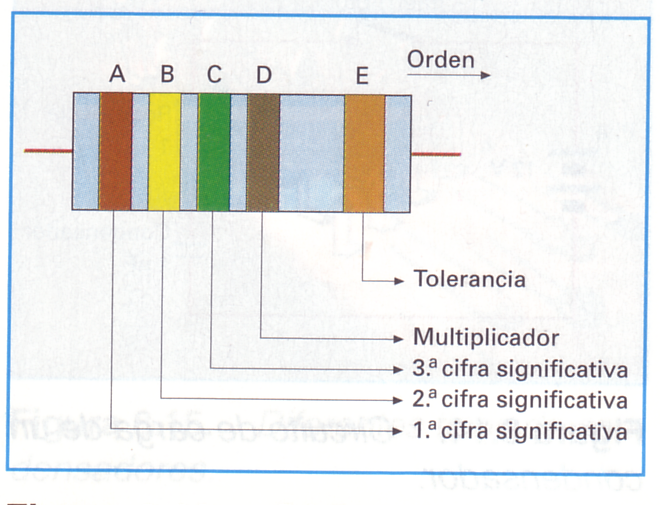 A B C D E
Orden
Tolerancia
Multiplicador
3.ª cifra significativa
2.ª cifra significativa
1.ª cifra significativa